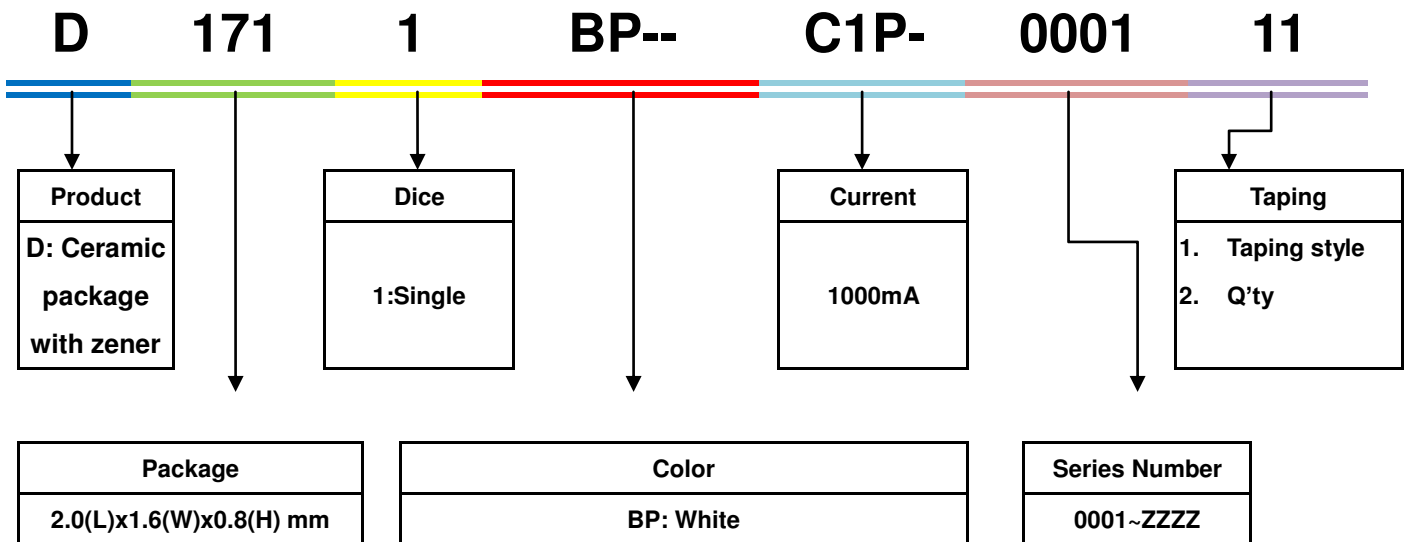 D 171 1 BP-- C1P- 0001 11
Product
D: Ceramic
package
with zener
Dice
1:Single
Current
1000mA
Taping
1. Taping style
2. Q'ty
Package
2.0(L)x1.6(W)x0.8(H) mm
Color
BP: White
Series Number
0001~ZZZZ